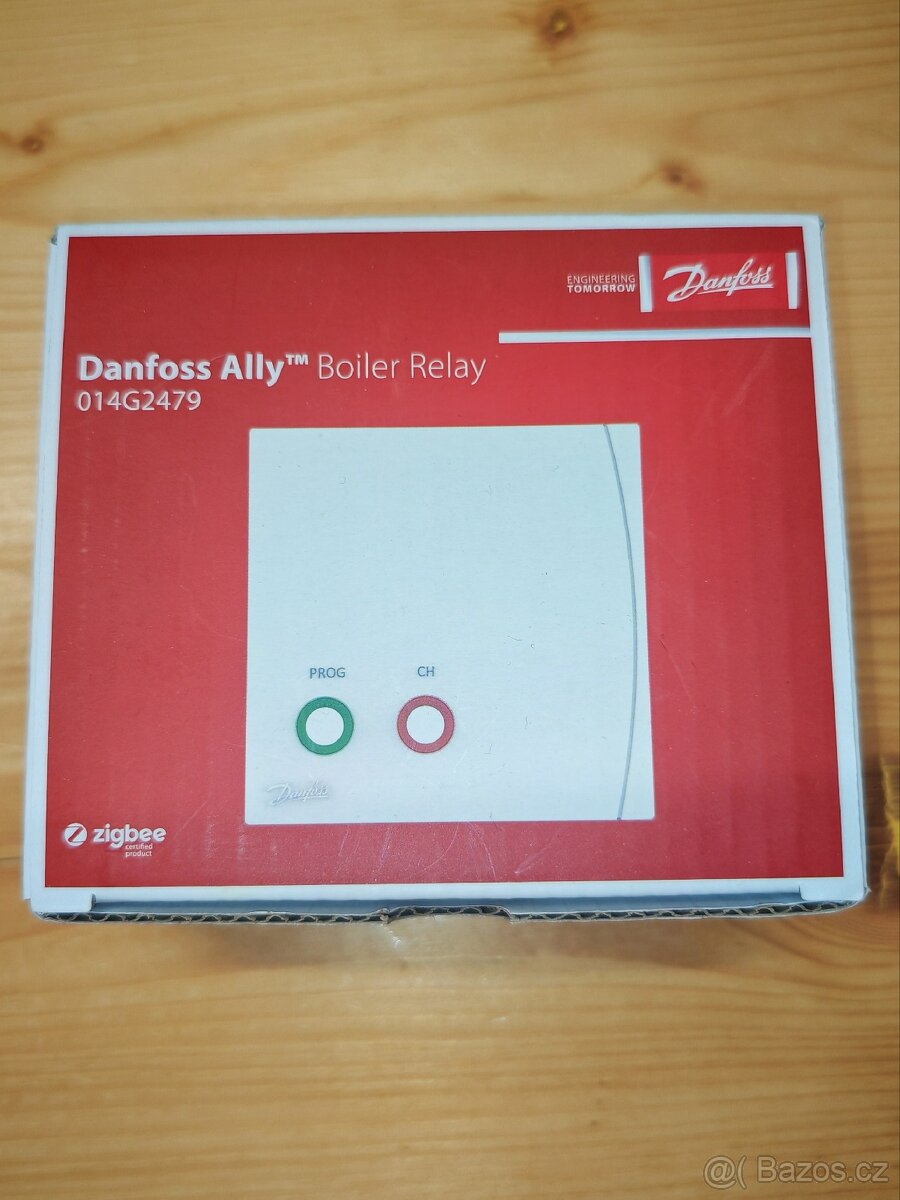 ENGINEERING
TOMORROW
Danfoss
Danfoss Ally™ Boiler Relay
014G2479
PROG CH
Danfoss
zigbee
certified
product
@( Bazos.cz